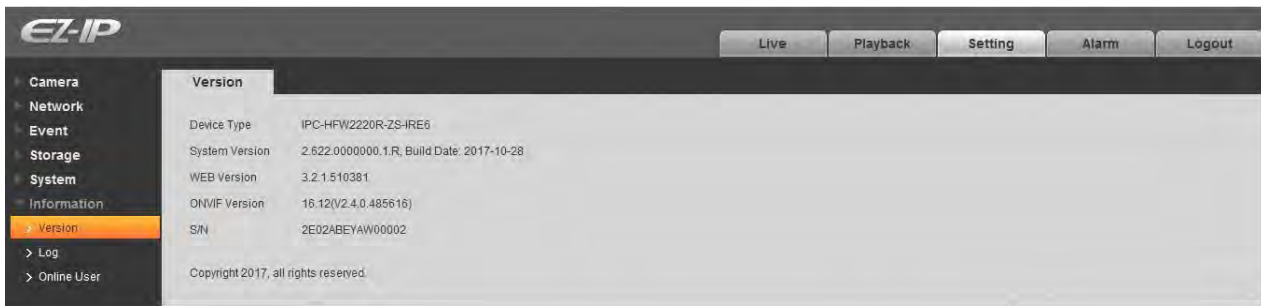 EZ-IP
Live Playback Setting Alarm Logout
Camera
Network
Event
Storage
System
Information
> Version
> Log
> Online User
Version
Device Type IPC-HFW2220R-ZS-IRE6
System Version 2.622.0000000.1.R, Build Date: 2017-10-28
WEB Version 3.2.1.510381
ONVIF Version 16.12(V2.4.0.485616)
S/N 2E02ABEYAW00002
Copyright 2017, all rights reserved.